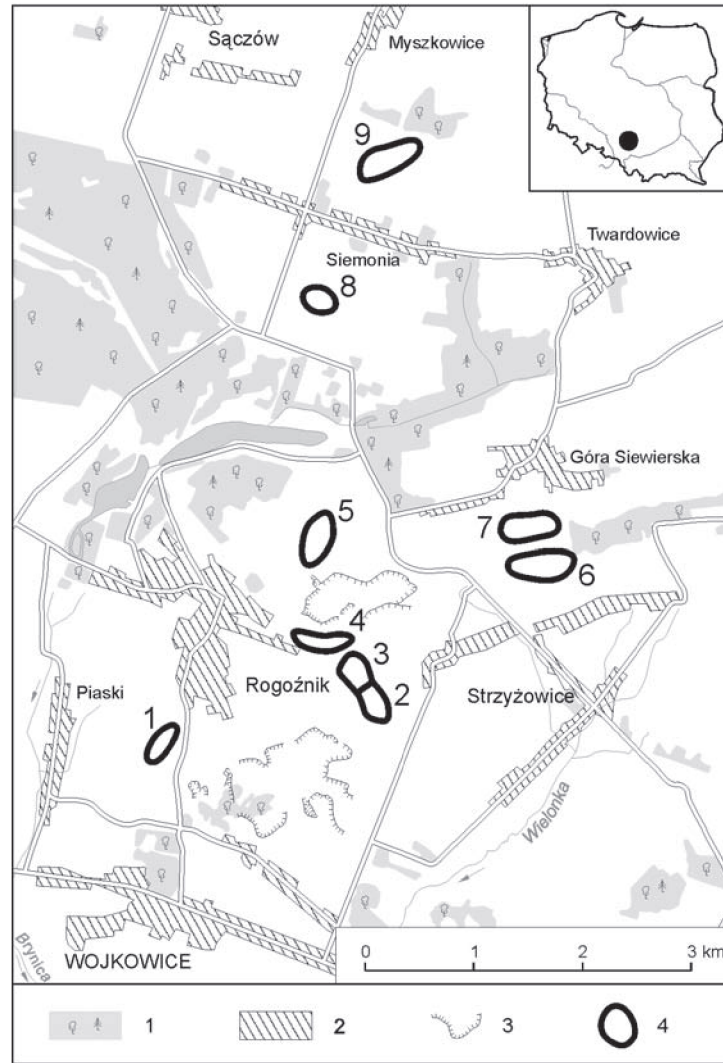 Sączów
Myszkowice
9
Twardowice
Siemonia
8
Góra Siewierska
5
7
6
4
3
Piaski
Rogoźnik
2
Strzyżowice
1
Wielonka
Brynica
WOJKOWICE
0 1 2 3 km
1 2 3 4